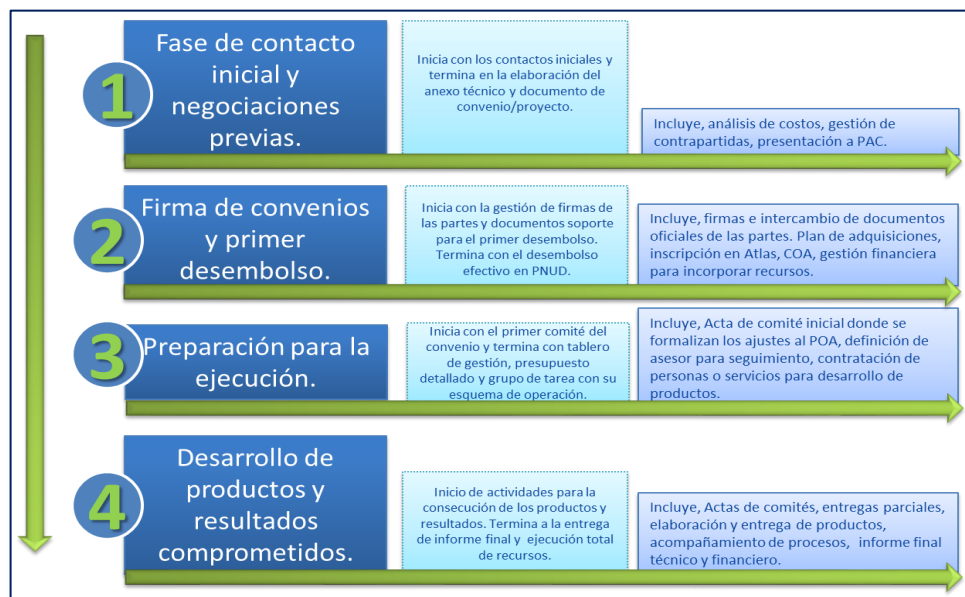 1
Fase de contacto
inicial y
negociaciones
previas.
Inicia con los contactos iniciales y
termina en la elaboración del
anexo técnico y documento de
convenio/proyecto.
Incluye, análisis de costos, gestión de
contrapartidas, presentación a PAC.
2
Firma de convenios
y primer
desembolso.
Inicia con la gestión de firmas de
las partes y documentos soporte
para el primer desembolso.
Termina con el desembolso
efectivo en PNUD.
Incluye, firmas e intercambio de documentos
oficiales de las partes. Plan de adquisiciones,
inscripción en Atlas, COA, gestión financiera
para incorporar recursos.
3
Preparación para la
ejecución.
Inicia con el primer comité del
convenio y termina con tablero de
gestión, presupuesto
detallado y grupo de tarea con su
esquema de operación.
Incluye, Acta de comité inicial donde se
formalizan los ajustes al POA, definición de
asesor para seguimiento, contratación de
personas o servicios para desarrollo de
productos.
4
Desarrollo de
productos y
resultados
comprometidos.
Inicio de actividades para la
consecución de los productos y
resultados. Termina a la entrega
de informe final y ejecución total
de recursos.
Incluye, Actas de comités, entregas parciales,
elaboración y entrega de productos,
acompañamiento de procesos, informe final
técnico y financiero.